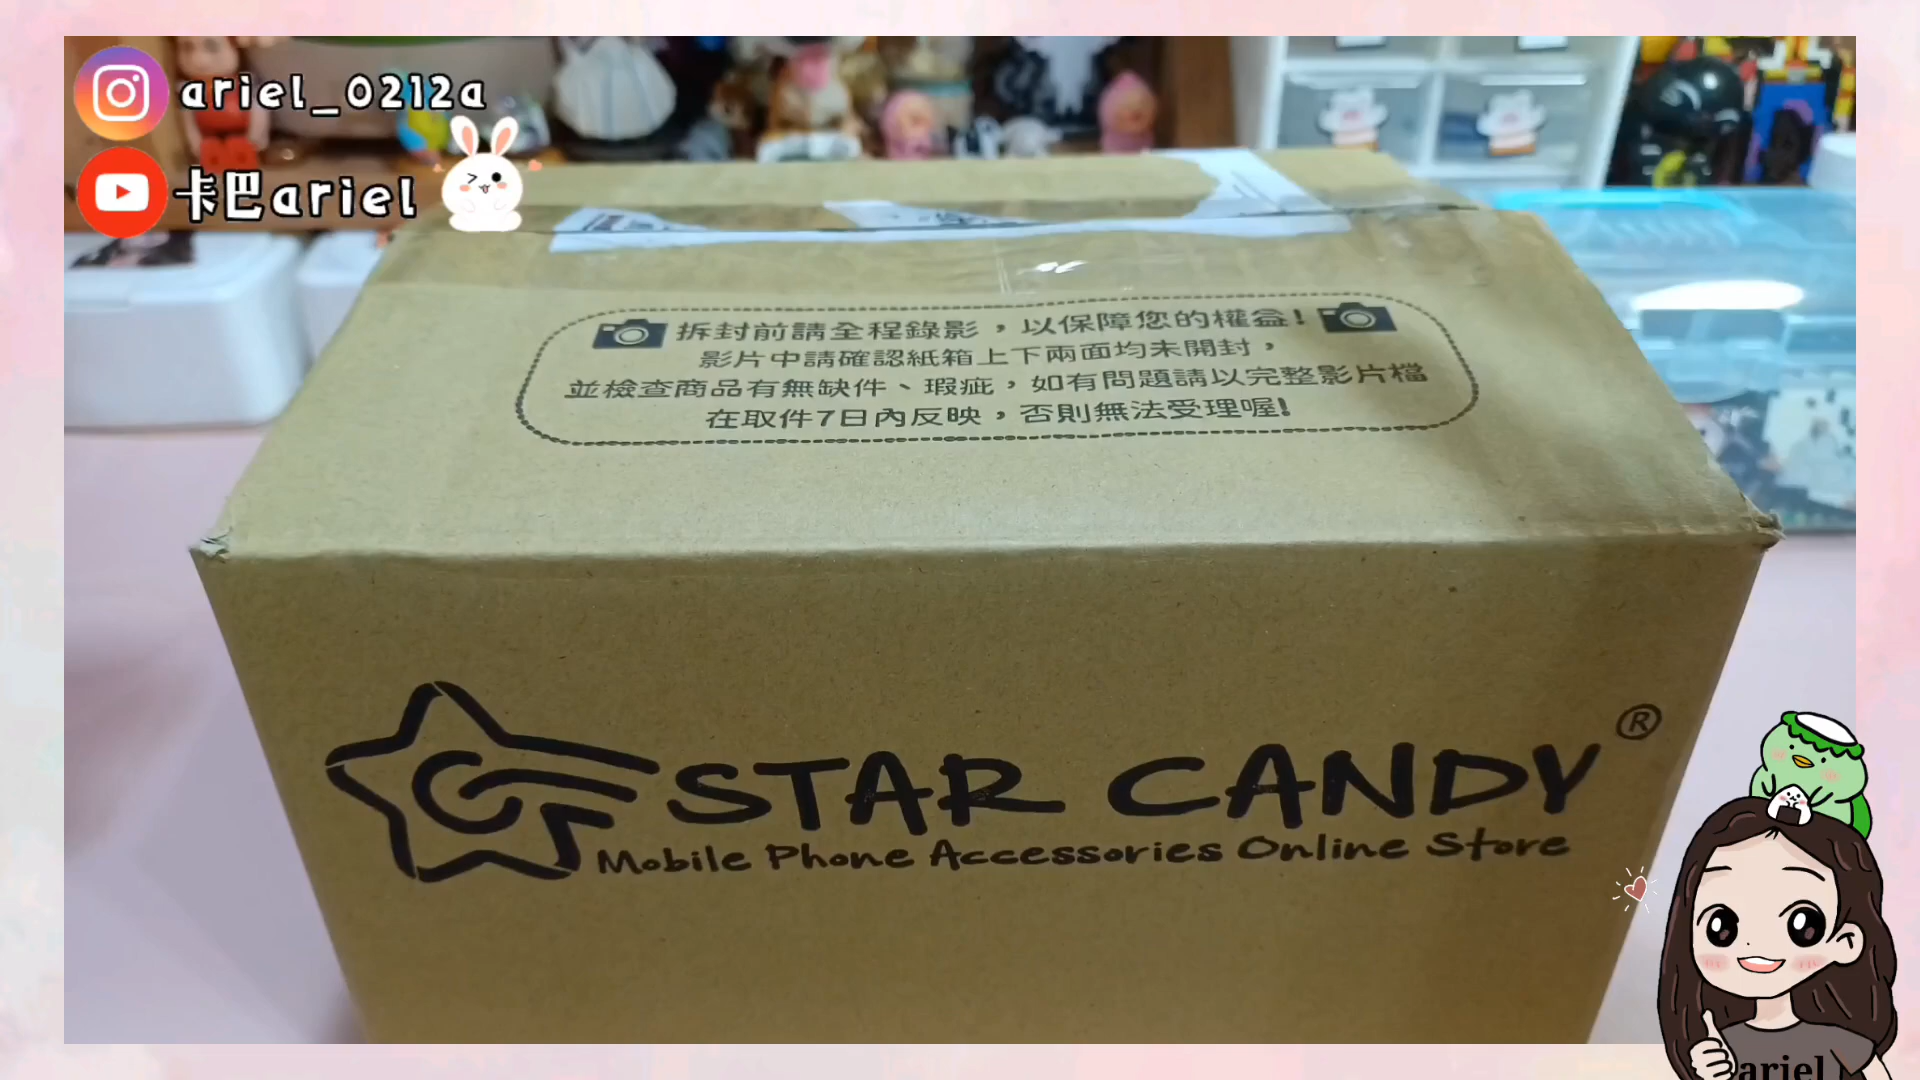 ariel_0212a
卡巴ariel
拆封前請全程錄影，以保障您的權益！
影片中請確認紙箱上下兩面均未開封，
並檢查商品有無缺件、瑕疵，如有問題請以完整影片檔
在取件7日內反映，否則無法受理喔！
STAR CANDY®
Mobile Phone Accessories Online Store
ariel